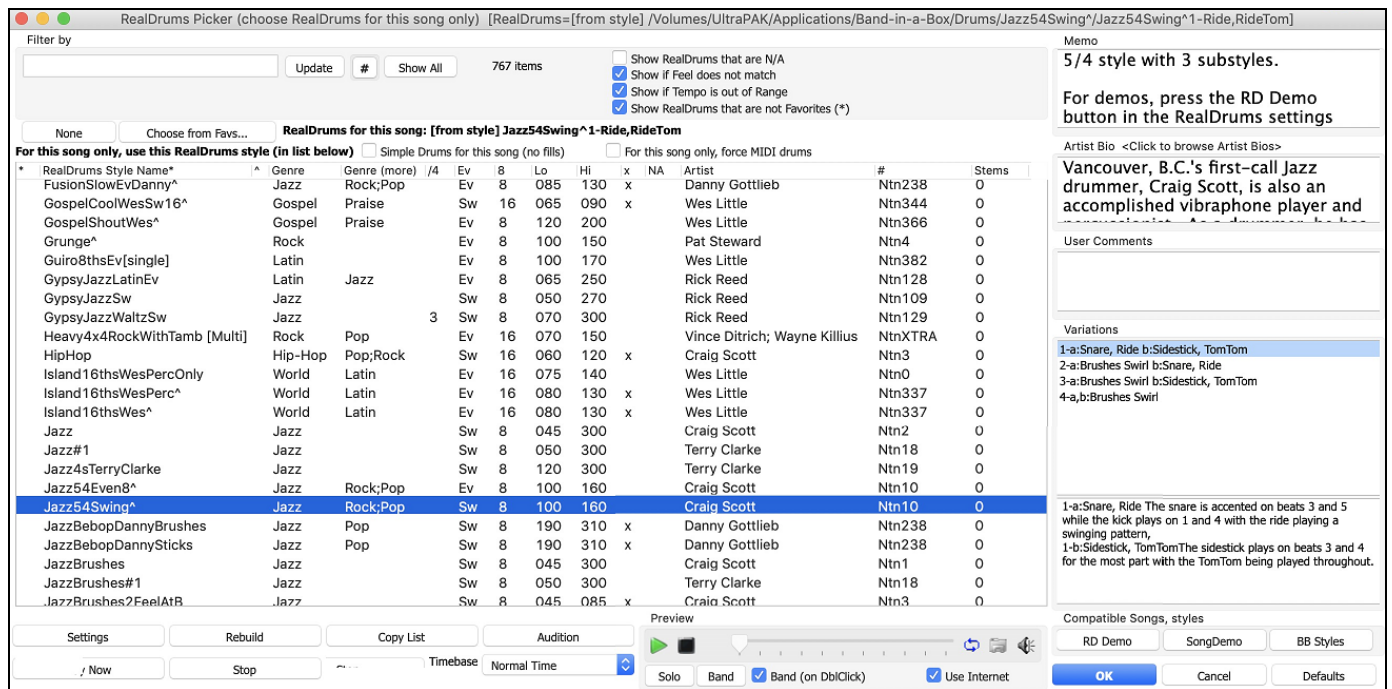 RealDrums Picker (choose RealDrums for this song only) [RealDrums=[from style] /Volumes/UltraPAK/Applications/Band-in-a-Box/Drums/Jazz54Swing^/Jazz54Swing^1-Ride,RideTom]
Filter by
Update # Show All 767 items
Show RealDrums that are N/A
Show if Feel does not match
Show if Tempo is out of Range
Show RealDrums that are not Favorites (*)
None Choose from Favs... RealDrums for this song: [from style] Jazz54Swing^1-Ride,RideTom
For this song only, use this RealDrums style (in list below) Simple Drums for this song (no fills) For this song only, force MIDI drums
* RealDrums Style Name* ^ Genre Genre (more) /4 Ev 8 Lo Hi x NA Artist # Stems
FusionSlowEvDanny^ Jazz Rock;Pop Ev 8 085 130 x Danny Gottlieb Ntn238 0
GospelCoolWesSw16^ Gospel Praise Sw 16 065 090 x Wes Little Ntn344 0
GospelShoutWes^ Gospel Praise Ev 8 120 200 Wes Little Ntn366 0
Grunge^ Rock Ev 8 100 150 Pat Steward Ntn4 0
Guiro8thsEv[single] Latin Ev 8 100 170 Wes Little Ntn382 0
GypsyJazzLatinEv Latin Jazz Ev 8 065 250 Rick Reed Ntn128 0
GypsyJazzSw Jazz Sw 8 050 270 Rick Reed Ntn109 0
GypsyJazzWaltzSw Jazz 3 Sw 8 070 300 Rick Reed Ntn129 0
Heavy4x4RockWithTamb [Multi] Rock Pop Ev 16 070 150 Vince Ditrich; Wayne Killius NtnXTRA 0
HipHop Hip-Hop Pop;Rock Sw 16 060 120 x Craig Scott Ntn3 0
Island16thsWesPercOnly World Latin Ev 16 075 140 Wes Little Ntn0 0
Island16thsWesPerc^ World Latin Ev 16 080 130 x Wes Little Ntn337 0
Island16thsWes^ World Latin Ev 16 080 130 x Wes Little Ntn337 0
Jazz Jazz Sw 8 045 300 Craig Scott Ntn2 0
Jazz#1 Jazz Sw 8 050 300 Terry Clarke Ntn18 0
Jazz4sTerryClarke Jazz Sw 8 120 300 Terry Clarke Ntn19 0
Jazz54Even8^ Jazz Rock;Pop Ev 8 100 160 Craig Scott Ntn10 0
Jazz54Swing^ Jazz Rock;Pop Sw 8 100 160 Craig Scott Ntn10 0
JazzBebopDannyBrushes Jazz Pop Sw 8 190 310 x Danny Gottlieb Ntn238 0
JazzBebopDannySticks Jazz Pop Sw 8 190 310 x Danny Gottlieb Ntn238 0
JazzBrushes Jazz Sw 8 045 300 Craig Scott Ntn1 0
JazzBrushes#1 Jazz Sw 8 050 300 Terry Clarke Ntn18 0
JazzBrushes2FeelAtB Jazz Sw 8 045 085 x Craig Scott Ntn3 0
Settings Rebuild Copy List Audition
Now Stop Timebase Normal Time
Preview
Solo Band Band (on DblClick) Use Internet
Memo
5/4 style with 3 substyles.
For demos, press the RD Demo
button in the RealDrums settings
Artist Bio <Click to browse Artist Bios>
Vancouver, B.C.'s first-call Jazz
drummer, Craig Scott, is also an
accomplished vibraphone player and
User Comments
Variations
1-a:Snare, Ride b:Sidestick, TomTom
2-a:Brushes Swirl b:Snare, Ride
3-a:Brushes Swirl b:Sidestick, TomTom
4-a,b:Brushes Swirl
1-a:Snare, Ride The snare is accented on beats 3 and 5
while the kick plays on 1 and 4 with the ride playing a
swinging pattern,
1-b:Sidestick, TomTomThe sidestick plays on beats 3 and 4
for the most part with the TomTom being played throughout.
Compatible Songs, styles
RD Demo SongDemo BB Styles
OK Cancel Defaults